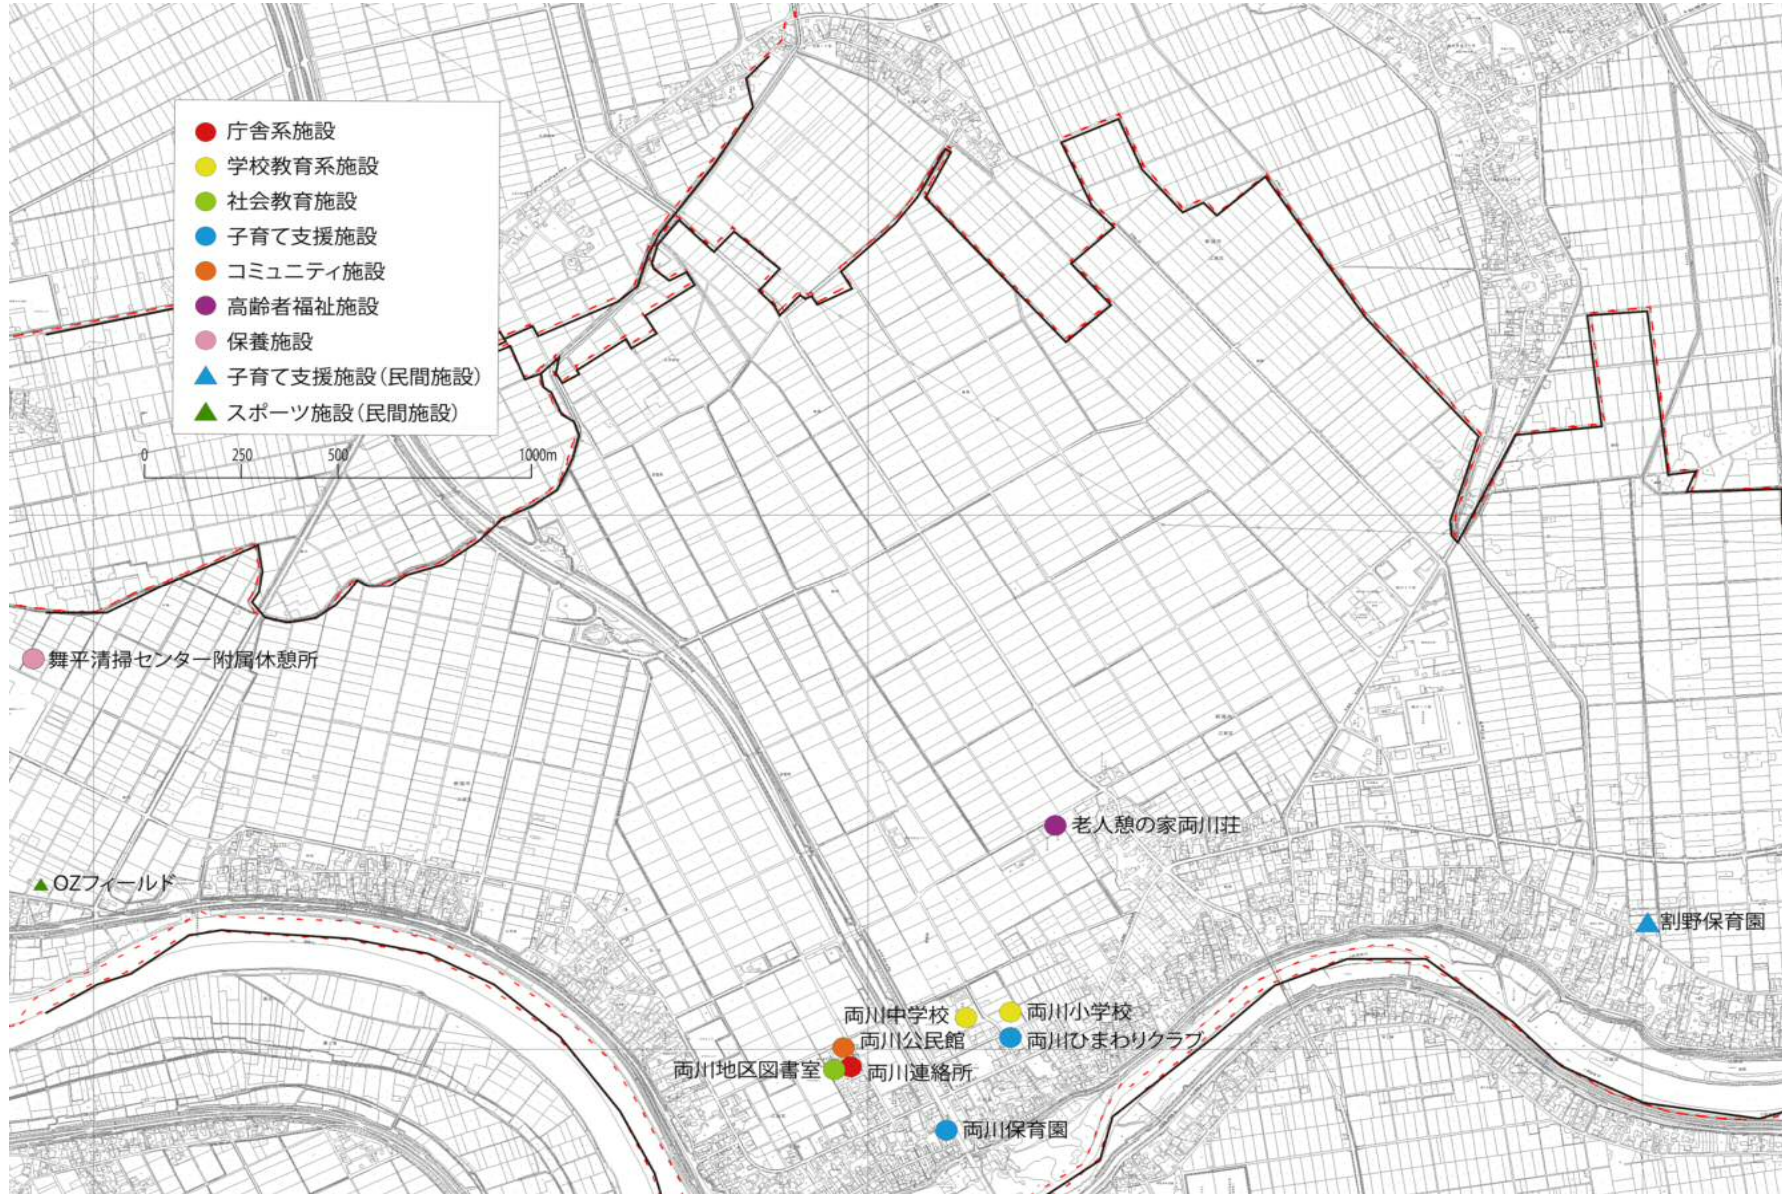 庁舎系施設
学校教育系施設
社会教育施設
子育て支援施設
コミュニティ施設
高齢者福祉施設
保養施設
子育て支援施設（民間施設）
スポーツ施設（民間施設）
0 250 500 1000m
舞平清掃センター附属休憩所
老人憩の家両川荘
OZフィールド
割野保育園
両川中学校
両川小学校
両川公民館
両川ひまわりクラブ
両川地区図書室
両川連絡所
両川保育園